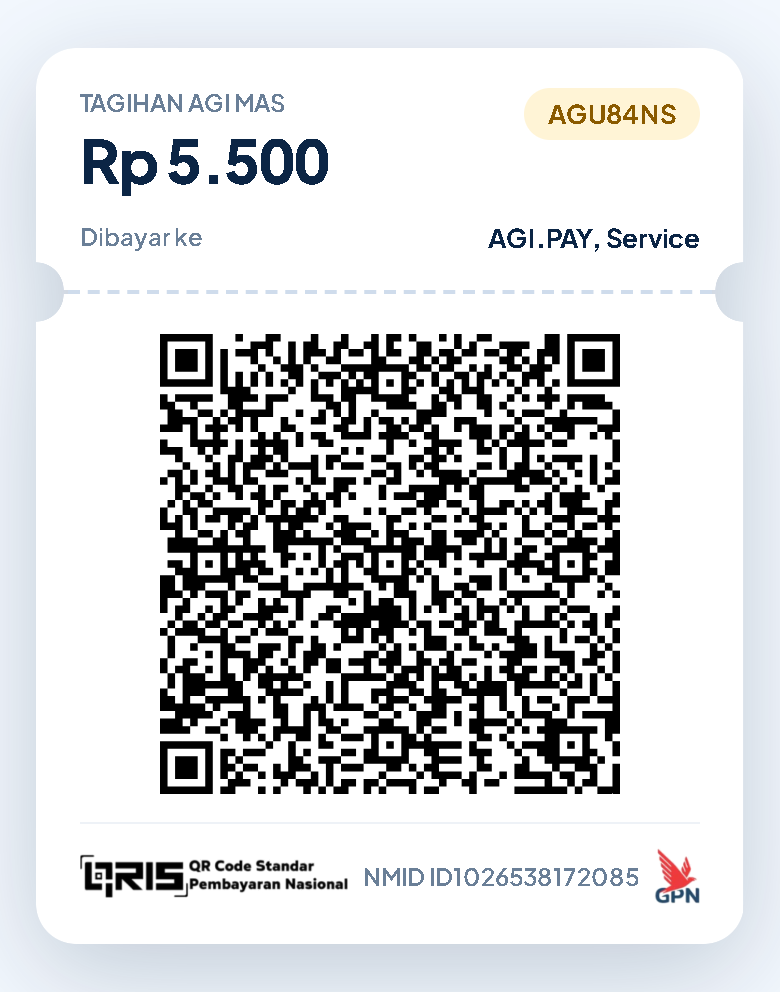 TAGIHAN AGI MAS
AGU84NS
Rp 5.500
Dibayar ke
AGI.PAY, Service
QRIS
QR Code Standar
Pembayaran Nasional
NMID ID1026538172085
GPN